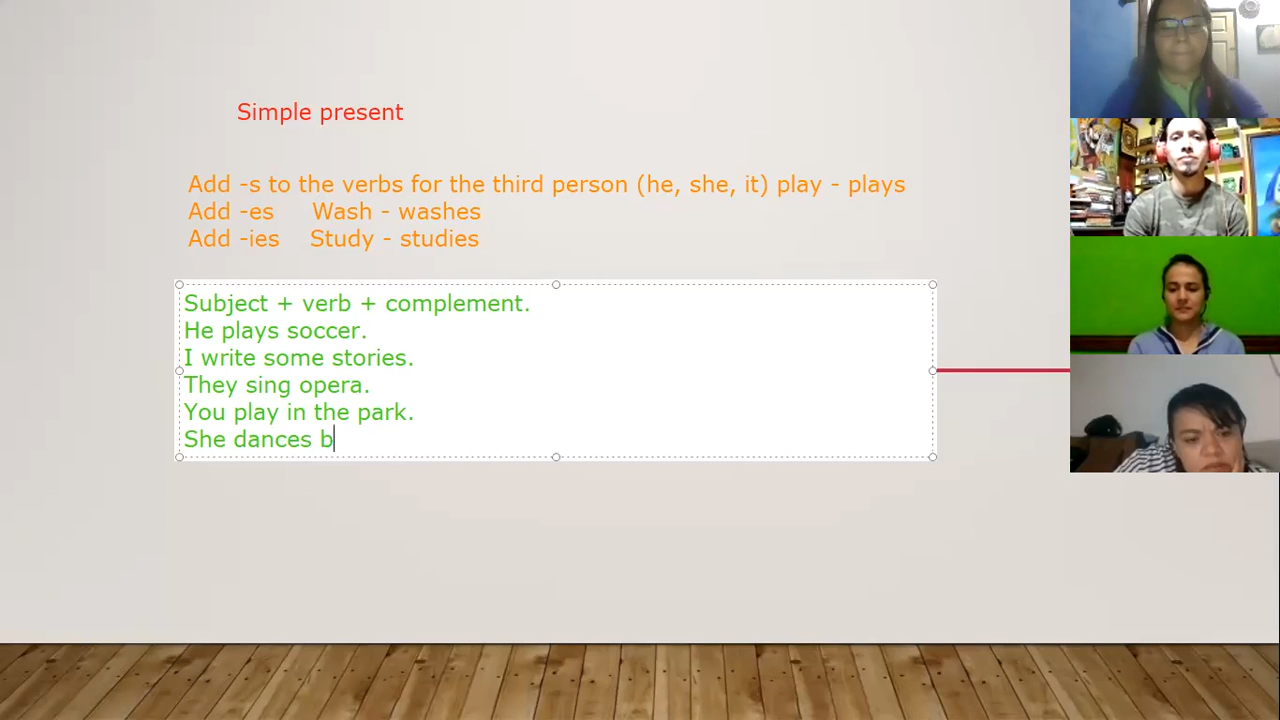 Simple present
Add -s to the verbs for the third person (he, she, it) play - plays
Add -es Wash - washes
Add -ies Study - studies
Subject + verb + complement.
He plays soccer.
I write some stories.
They sing opera.
You play in the park.
She dances b